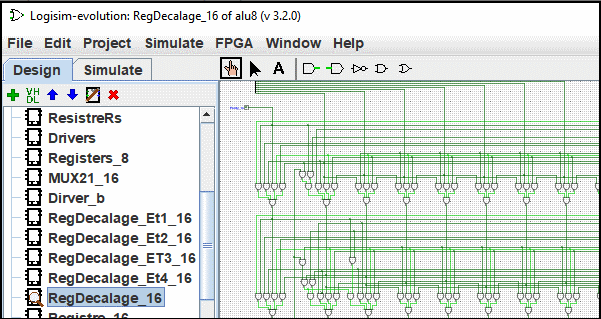 Logisim-evolution: RegDecalage_16 of alu8 (v 3.2.0)
File Edit Project Simulate FPGA Window Help
Design Simulate
VH
DL
A
ResistreRs
Drivers
Registers_8
MUX21_16
Dirver_b
RegDecalage_Et1_16
RegDecalage_Et2_16
RegDecalage_ET3_16
RegDecalage_Et4_16
RegDecalage_16
Registre_16